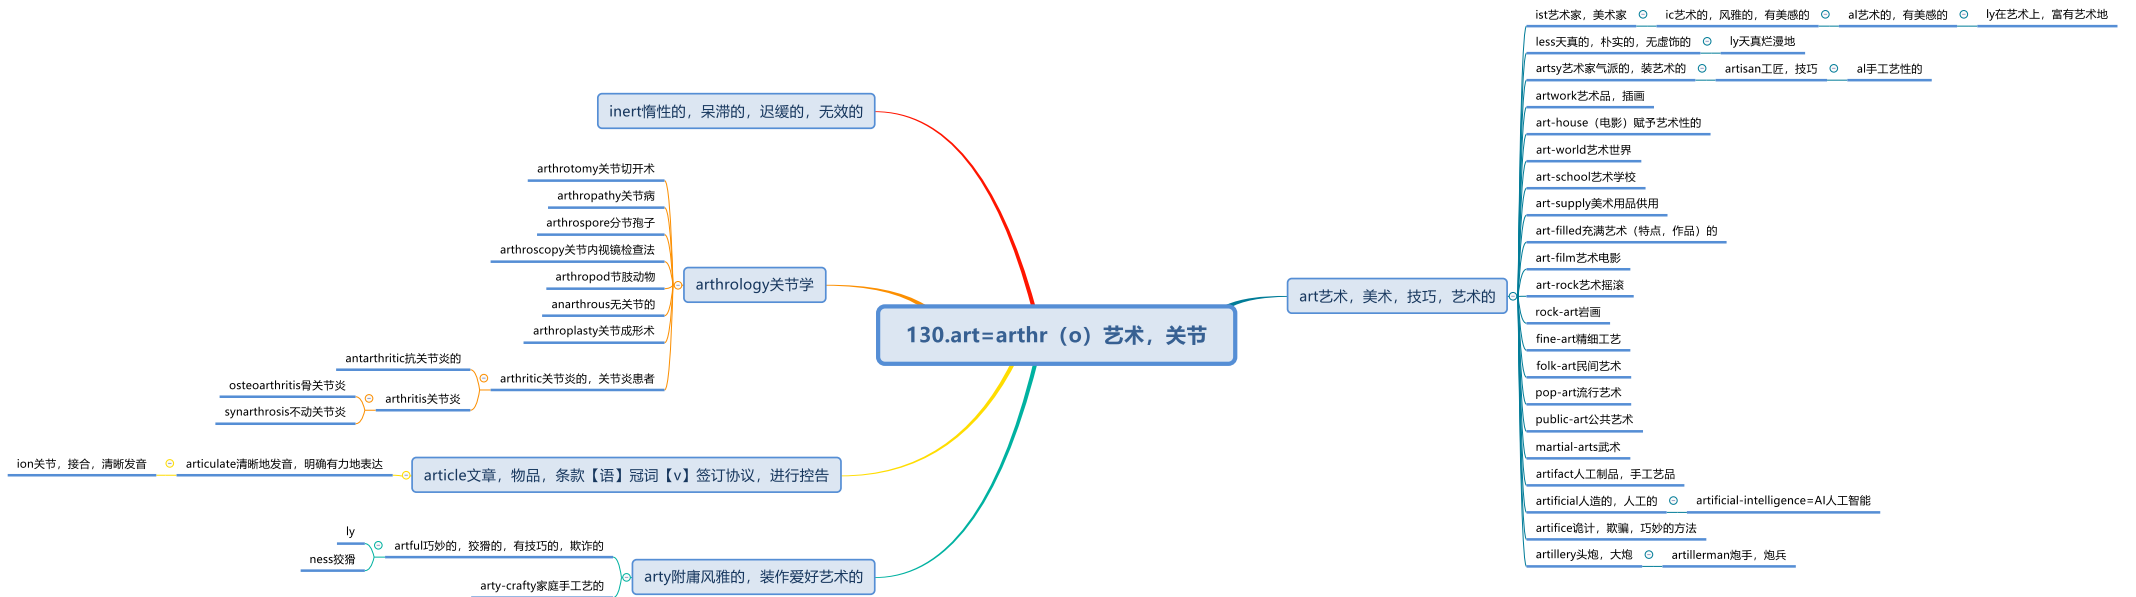 130.art=arthr（o）艺术，关节
art艺术，美术，技巧，艺术的
ist艺术家，美术家
ic艺术的，风雅的，有美感的
al艺术的，有美感的
ly在艺术上，富有艺术地
less天真的，朴实的，无虚饰的
ly天真烂漫地
artsy艺术家气派的，装艺术的
artisan工匠，技巧
al手工艺性的
artwork艺术品，插画
art-house（电影）赋予艺术性的
art-world艺术世界
art-school艺术学校
art-supply美术用品供用
art-filled充满艺术（特点，作品）的
art-film艺术电影
art-rock艺术摇滚
rock-art岩画
fine-art精细工艺
folk-art民间艺术
pop-art流行艺术
public-art公共艺术
martial-arts武术
artifact人工制品，手工艺品
artificial人造的，人工的
artificial-intelligence=AI人工智能
artifice诡计，欺骗，巧妙的方法
artillery头炮，大炮
artillerman炮手，炮兵
inert惰性的，呆滞的，迟缓的，无效的
arthrology关节学
arthrotomy关节切开术
arthropathy关节病
arthrospore分节孢子
arthroscopy关节内视镜检查法
arthropod节肢动物
anarthrous无关节的
arthroplasty关节成形术
arthritic关节炎的，关节炎患者
antarthritic抗关节炎的
arthritis关节炎
osteoarthritis骨关节炎
synarthrosis不动关节炎
article文章，物品，条款【语】冠词【v】签订协议，进行控告
articulate清晰地发音，明确有力地表达
ion关节，接合，清晰发音
arty附庸风雅的，装作爱好艺术的
artful巧妙的，狡猾的，有技巧的，欺诈的
ly
ness狡猾
arty-crafty家庭手工艺的